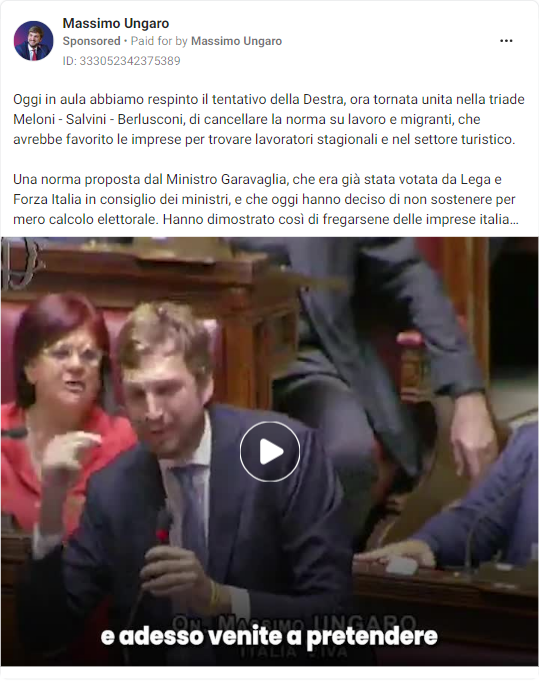 Massimo Ungaro
Sponsored • Paid for by Massimo Ungaro
ID: 333052342375389
Oggi in aula abbiamo respinto il tentativo della Destra, ora tornata unita nella triade
Meloni - Salvini - Berlusconi, di cancellare la norma su lavoro e migranti, che
avrebbe favorito le imprese per trovare lavoratori stagionali e nel settore turistico.
Una norma proposta dal Ministro Garavaglia, che era già stata votata da Lega e
Forza Italia in consiglio dei ministri, e che oggi hanno deciso di non sostenere per
mero calcolo elettorale. Hanno dimostrato così di fregarsene delle imprese italia...
On. Massimo Ungaro
e adesso venite a pretendere
Italia Viva